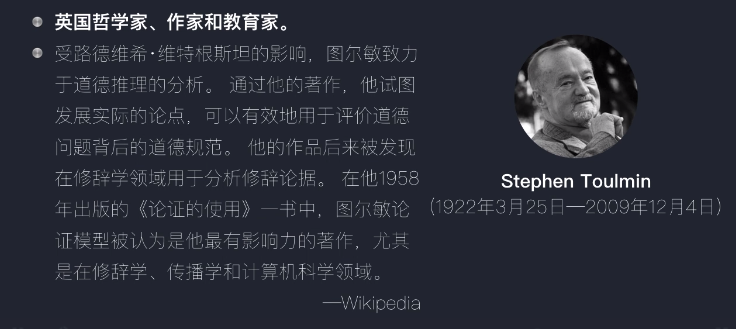 英国哲学家、作家和教育家。
受路德维希·维特根斯坦的影响，图尔敏致力
于道德推理的分析。 通过他的著作，他试图
发展实际的论点，可以有效地用于评价道德
问题背后的道德规范。 他的作品后来被发现
在修辞学领域用于分析修辞论据。 在他1958
年出版的《论证的使用》一书中，图尔敏论
证模型被认为是他最有影响力的著作，尤其
是在修辞学、传播学和计算机科学领域。
—Wikipedia
Stephen Toulmin
（1922年3月25日—2009年12月4日）